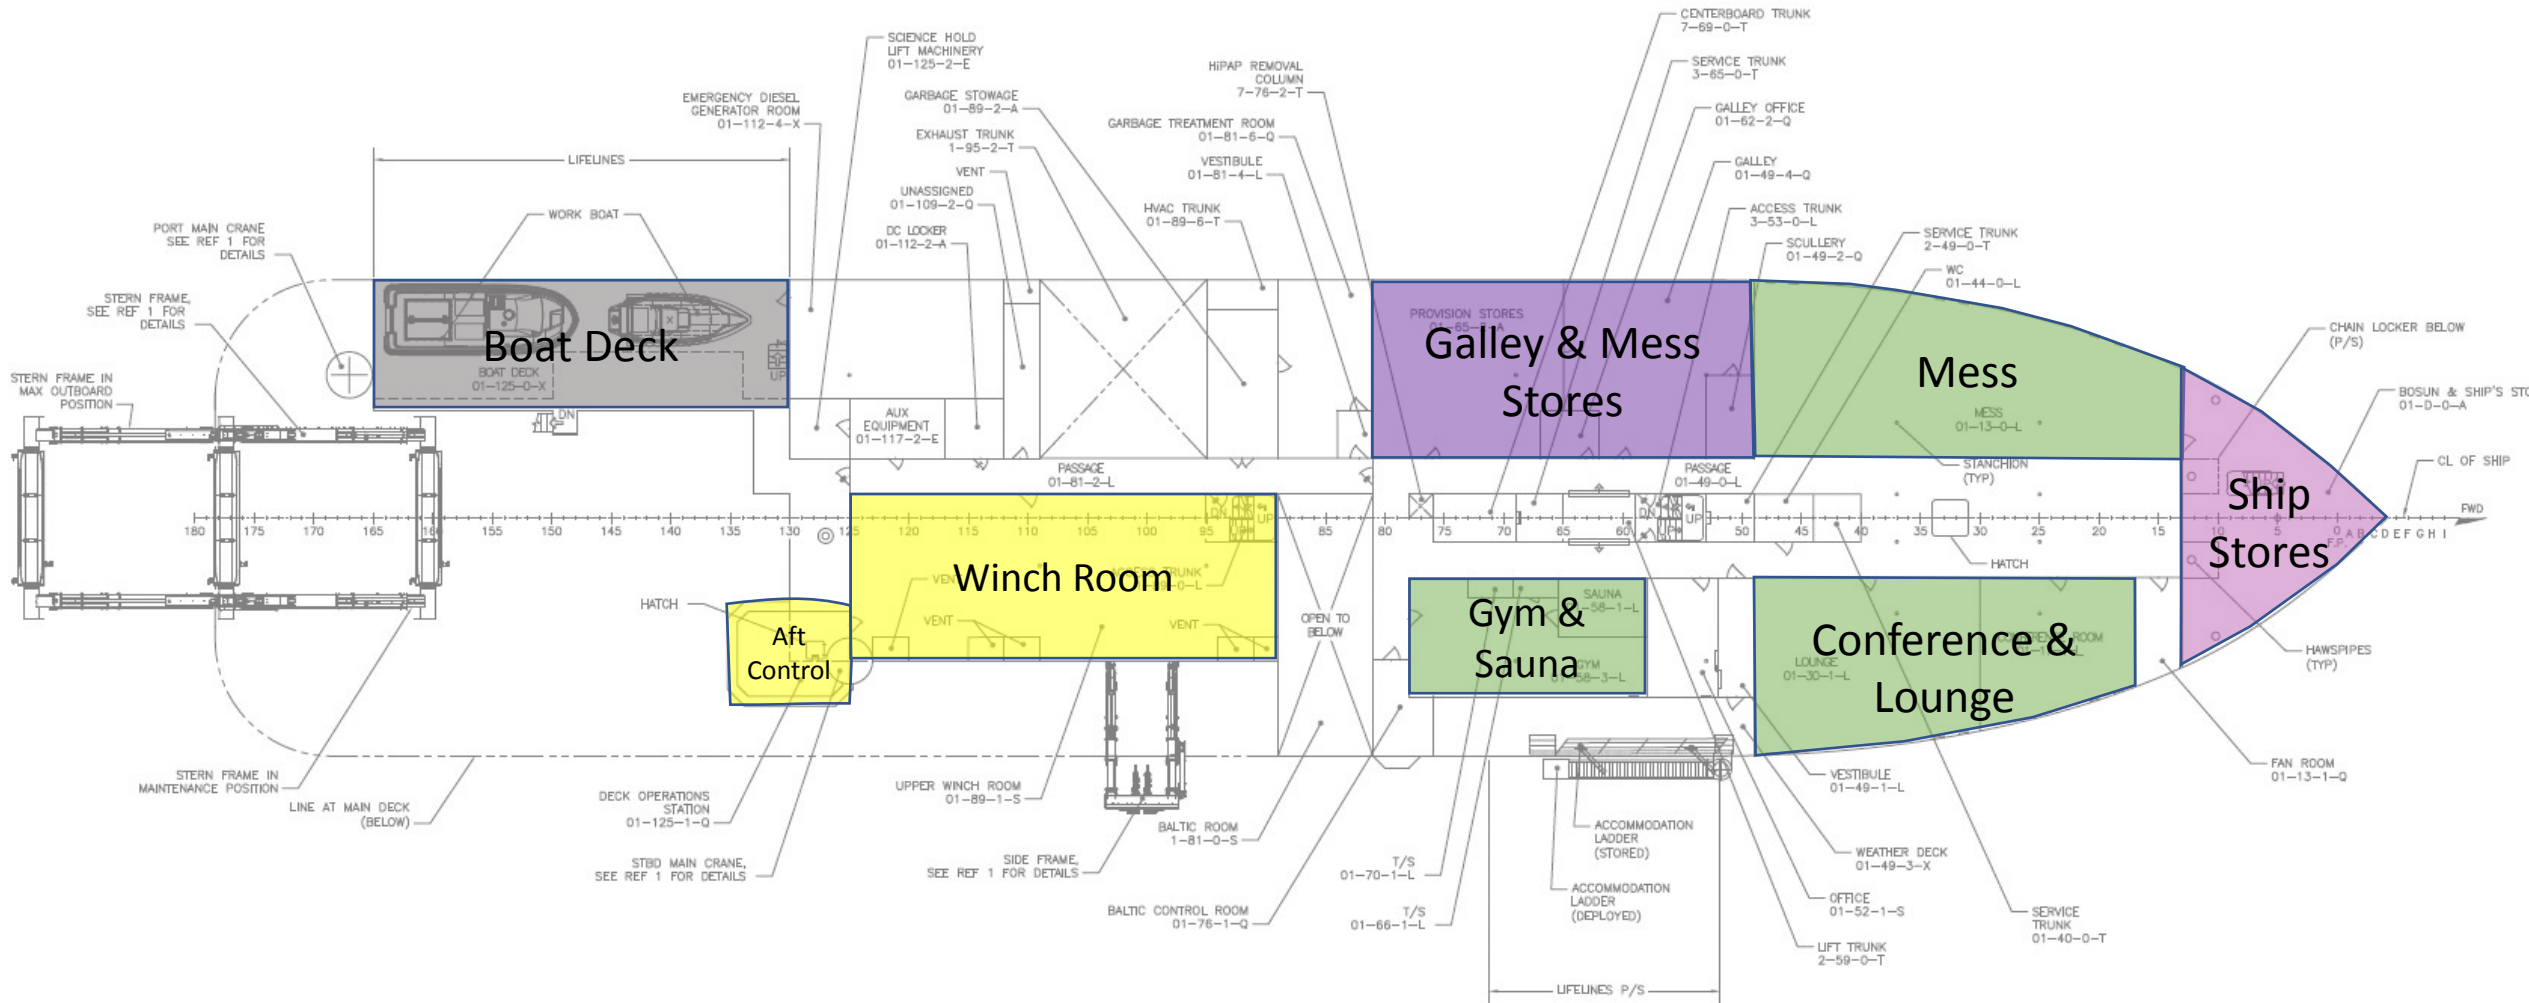 CENTERBOARD TRUNK
7-69-0-T
SCIENCE HOLD
LIFT MACHINERY
01-125-2-E
SERVICE TRUNK
3-65-0-T
HiPAP REMOVAL
COLUMN
7-76-2-T
EMERGENCY DIESEL
GENERATOR ROOM
01-112-4-X
GARBAGE STOWAGE
01-89-2-A
GALLEY OFFICE
01-62-2-Q
GARBAGE TREATMENT ROOM
01-81-6-Q
EXHAUST TRUNK
1-95-2-T
LIFELINES
VESTIBULE
01-81-4-L
GALLEY
01-49-4-Q
VENT
UNASSIGNED
01-109-2-Q
HVAC TRUNK
01-89-6-T
ACCESS TRUNK
3-53-0-L
WORK BOAT
DC LOCKER
01-112-2-A
SCULLERY
01-49-2-Q
SERVICE TRUNK
2-49-0-T
PORT MAIN CRANE
SEE REF 1 FOR
DETAILS
WC
01-44-0-L
STERN FRAME,
SEE REF 1 FOR
DETAILS
PROVISION STORES
CHAIN LOCKER BELOW
(P/S)
Boat Deck
BOAT DECK
01-125-0-X
UP
Galley & Mess
Stores
Mess
MESS
01-13-0-L
STERN FRAME IN
MAX OUTBOARD
POSITION
BOSUN & SHIP'S STO
01-D-0-A
DN
AUX
EQUIPMENT
01-117-2-E
PASSAGE
01-81-2-L
PASSAGE
01-49-0-L
STANCHION
(TYP)
CL OF SHIP
Ship
Stores
DN
UP
DN
UP
FWD
180 175 170 165 160 155 150 145 140 135 130 125 120 115 110 105 100 95 90 85 80 75 70 65 60 55 50 45 40 35 30 25 20 15 10 5 0 A B C D E F G H I
F.P.
HATCH
Winch Room
VENT
HATCH
Aft
Control
VENT
VENT
OPEN TO
BELOW
Gym &
Sauna
SAUNA
GYM
Conference &
Lounge
LOUNGE
01-30-1-L
HAWSPIPES
(TYP)
STERN FRAME IN
MAINTENANCE POSITION
LINE AT MAIN DECK
(BELOW)
DECK OPERATIONS
STATION
01-125-1-Q
UPPER WINCH ROOM
01-89-1-S
BALTIC ROOM
1-81-0-S
VESTIBULE
01-49-1-L
FAN ROOM
01-13-1-Q
ACCOMMODATION
LADDER
(STORED)
STBD MAIN CRANE,
SEE REF 1 FOR DETAILS
SIDE FRAME,
SEE REF 1 FOR DETAILS
T/S
01-70-1-L
WEATHER DECK
01-49-3-X
ACCOMMODATION
LADDER
(DEPLOYED)
OFFICE
01-52-1-S
BALTIC CONTROL ROOM
01-76-1-Q
T/S
01-66-1-L
SERVICE
TRUNK
01-40-0-T
LIFT TRUNK
2-59-0-T
LIFELINES P/S